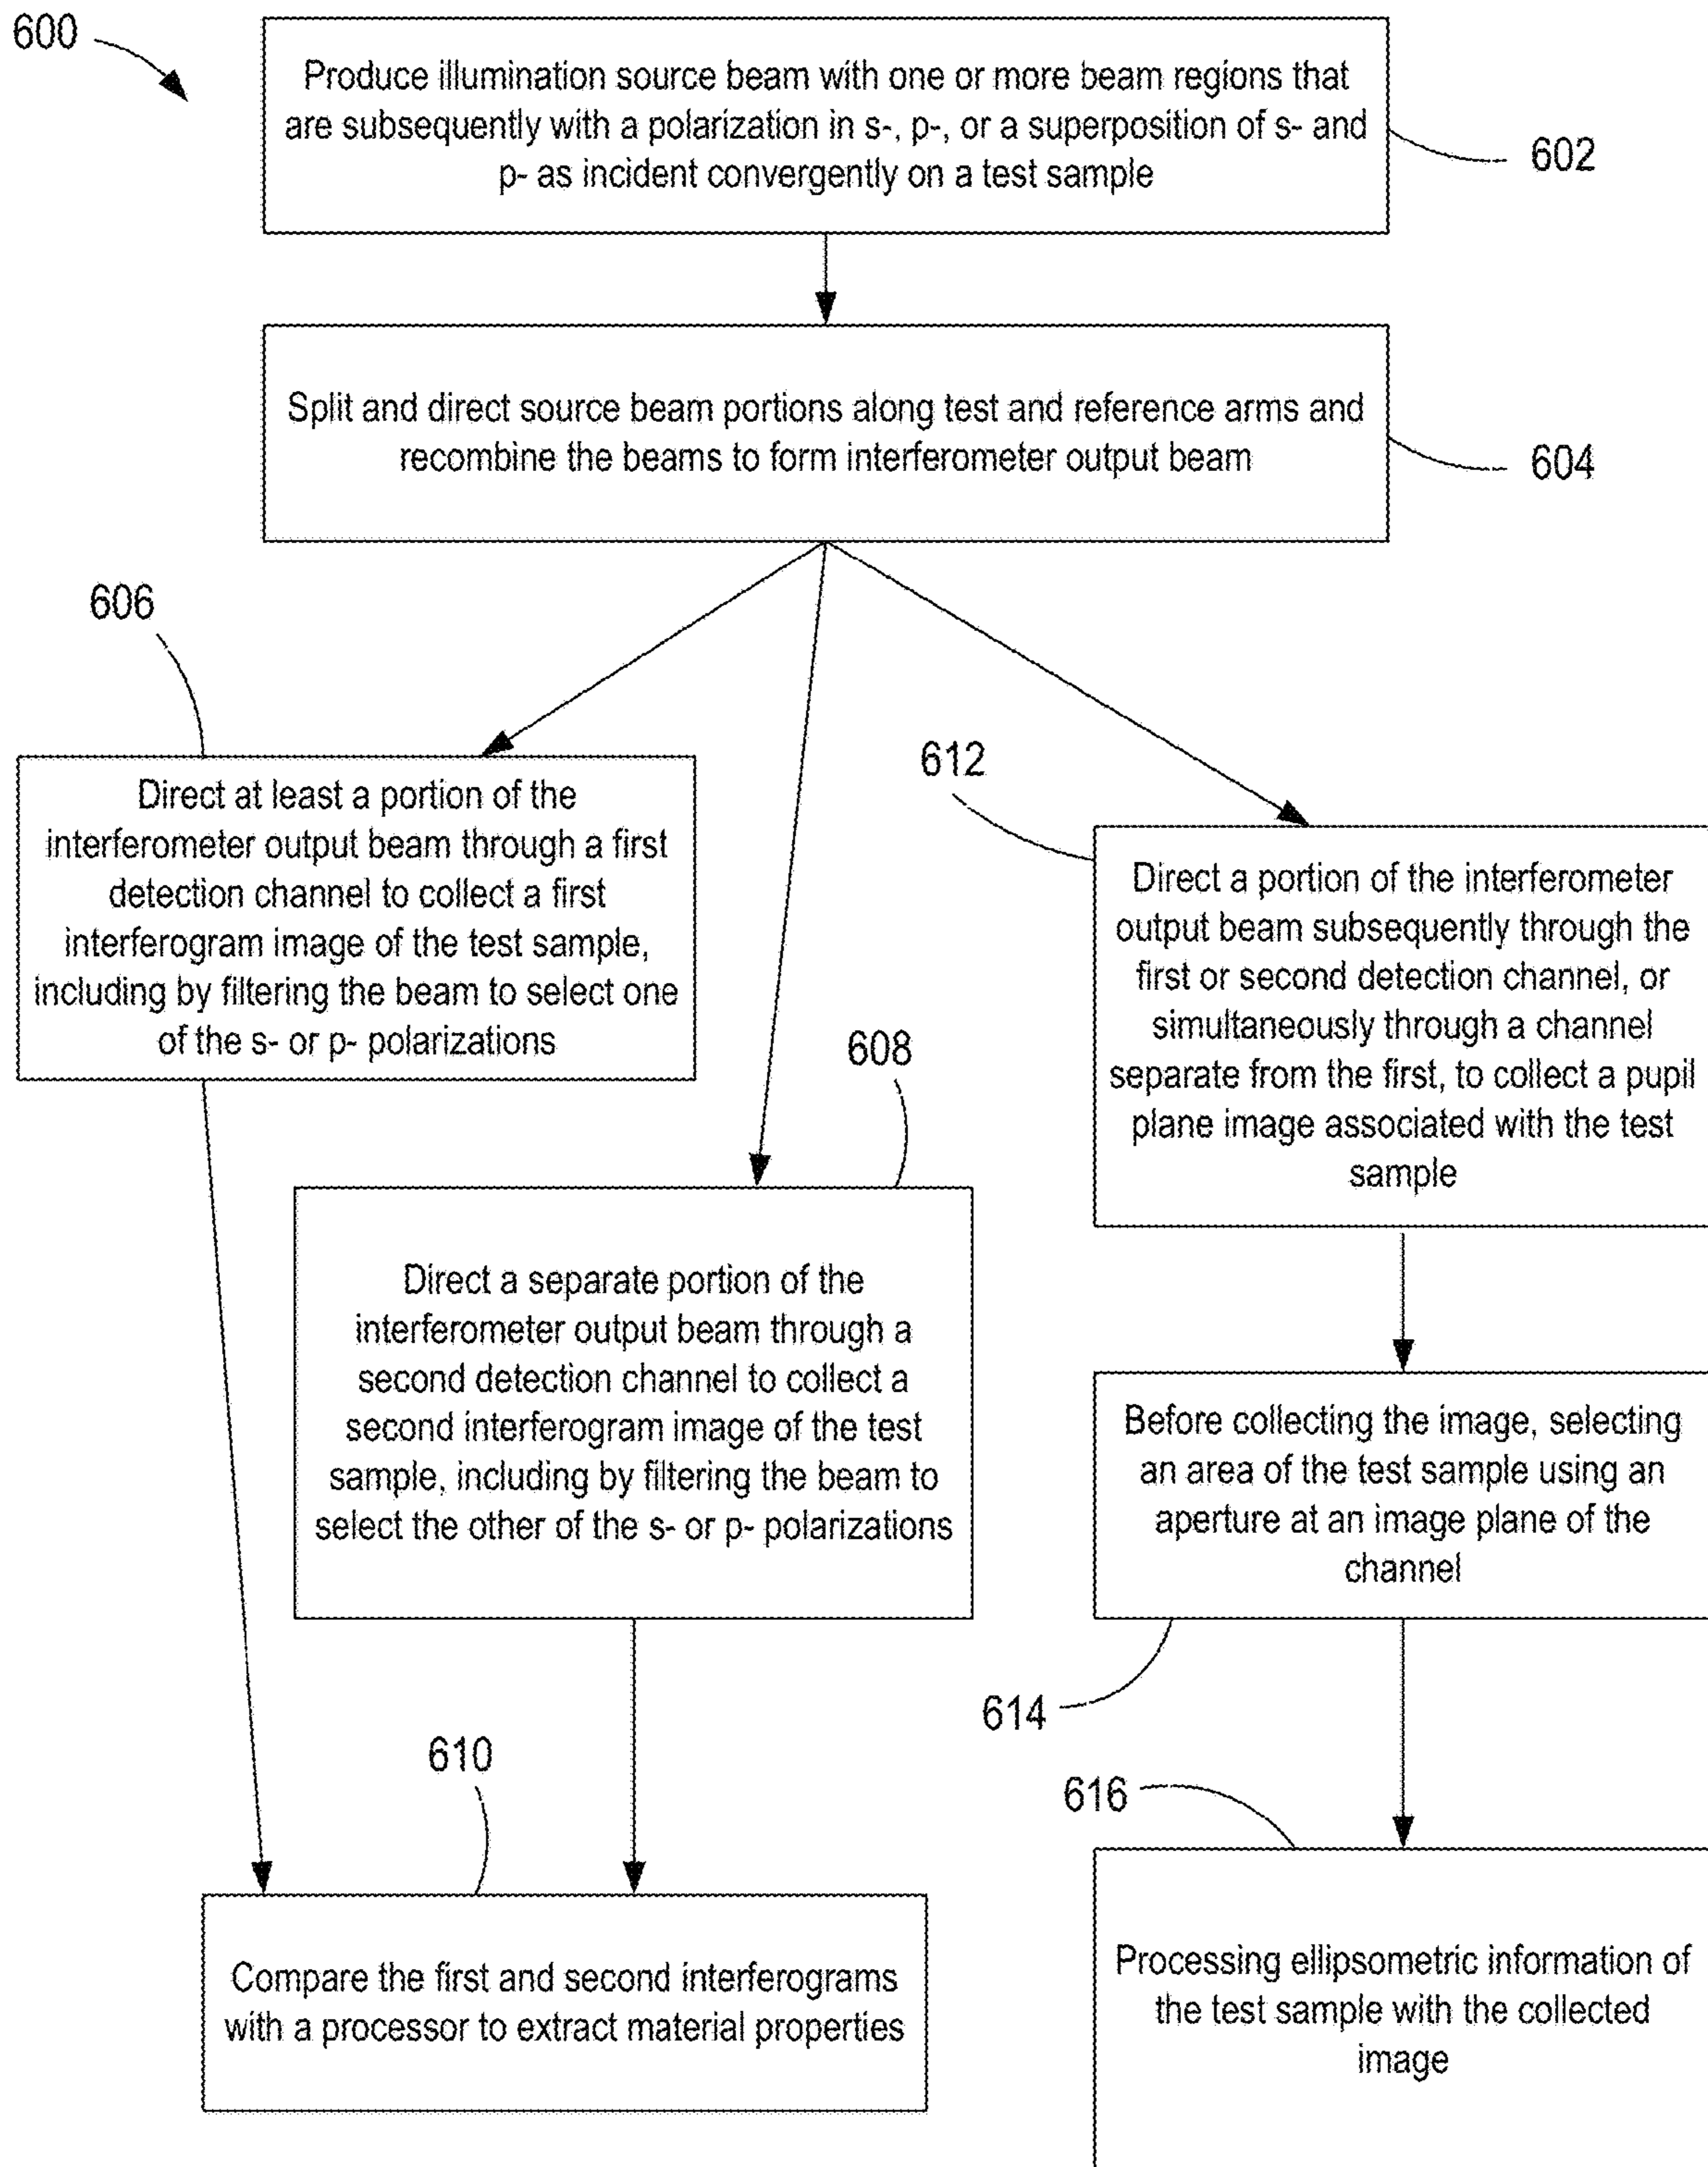 600
Produce illumination source beam with one or more beam regions that
are subsequently with a polarization in s-, p-, or a superposition of s- and
p- as incident convergently on a test sample
602
Split and direct source beam portions along test and reference arms and
recombine the beams to form interferometer output beam
604
606
Direct at least a portion of the
interferometer output beam through a first
detection channel to collect a first
interferogram image of the test sample,
including by filtering the beam to select one
of the s- or p- polarizations
608
Direct a separate portion of the
interferometer output beam through a
second detection channel to collect a
second interferogram image of the test
sample, including by filtering the beam to
select the other of the s- or p- polarizations
610
Compare the first and second interferograms
with a processor to extract material properties
612
Direct a portion of the interferometer
output beam subsequently through the
first or second detection channel, or
simultaneously through a channel
separate from the first, to collect a pupil
plane image associated with the test
sample
Before collecting the image, selecting
an area of the test sample using an
aperture at an image plane of the
channel
614
616
Processing ellipsometric information of
the test sample with the collected
image